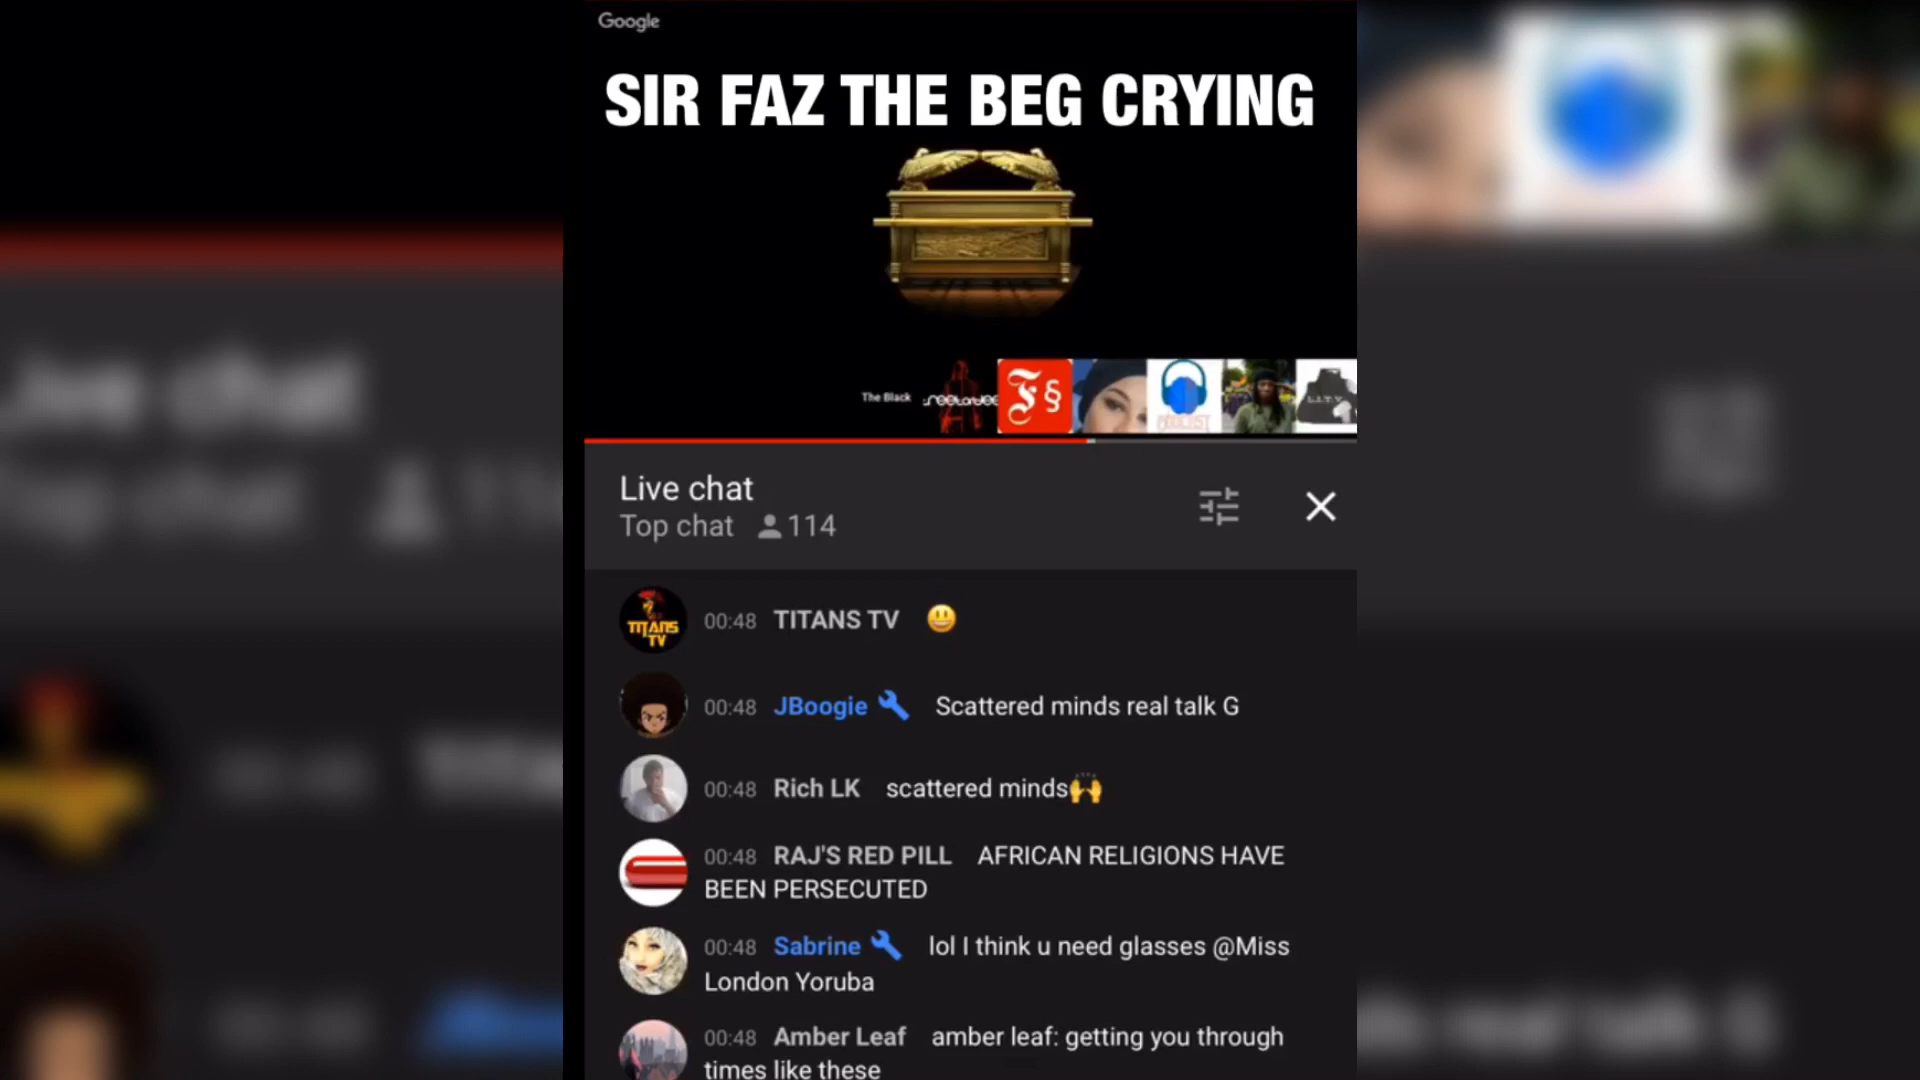 Google
SIR FAZ THE BEG CRYING
The Black
PODCAST
L.I.T.Y
Live chat
Top chat 114
TITANS TV
00:48 TITANS TV 😃
00:48 JBoogie Scattered minds real talk G
00:48 Rich LK scattered minds🙌
00:48 RAJ'S RED PILL AFRICAN RELIGIONS HAVE
BEEN PERSECUTED
00:48 Sabrine lol I think u need glasses @Miss
London Yoruba
00:48 Amber Leaf amber leaf: getting you through
times like these